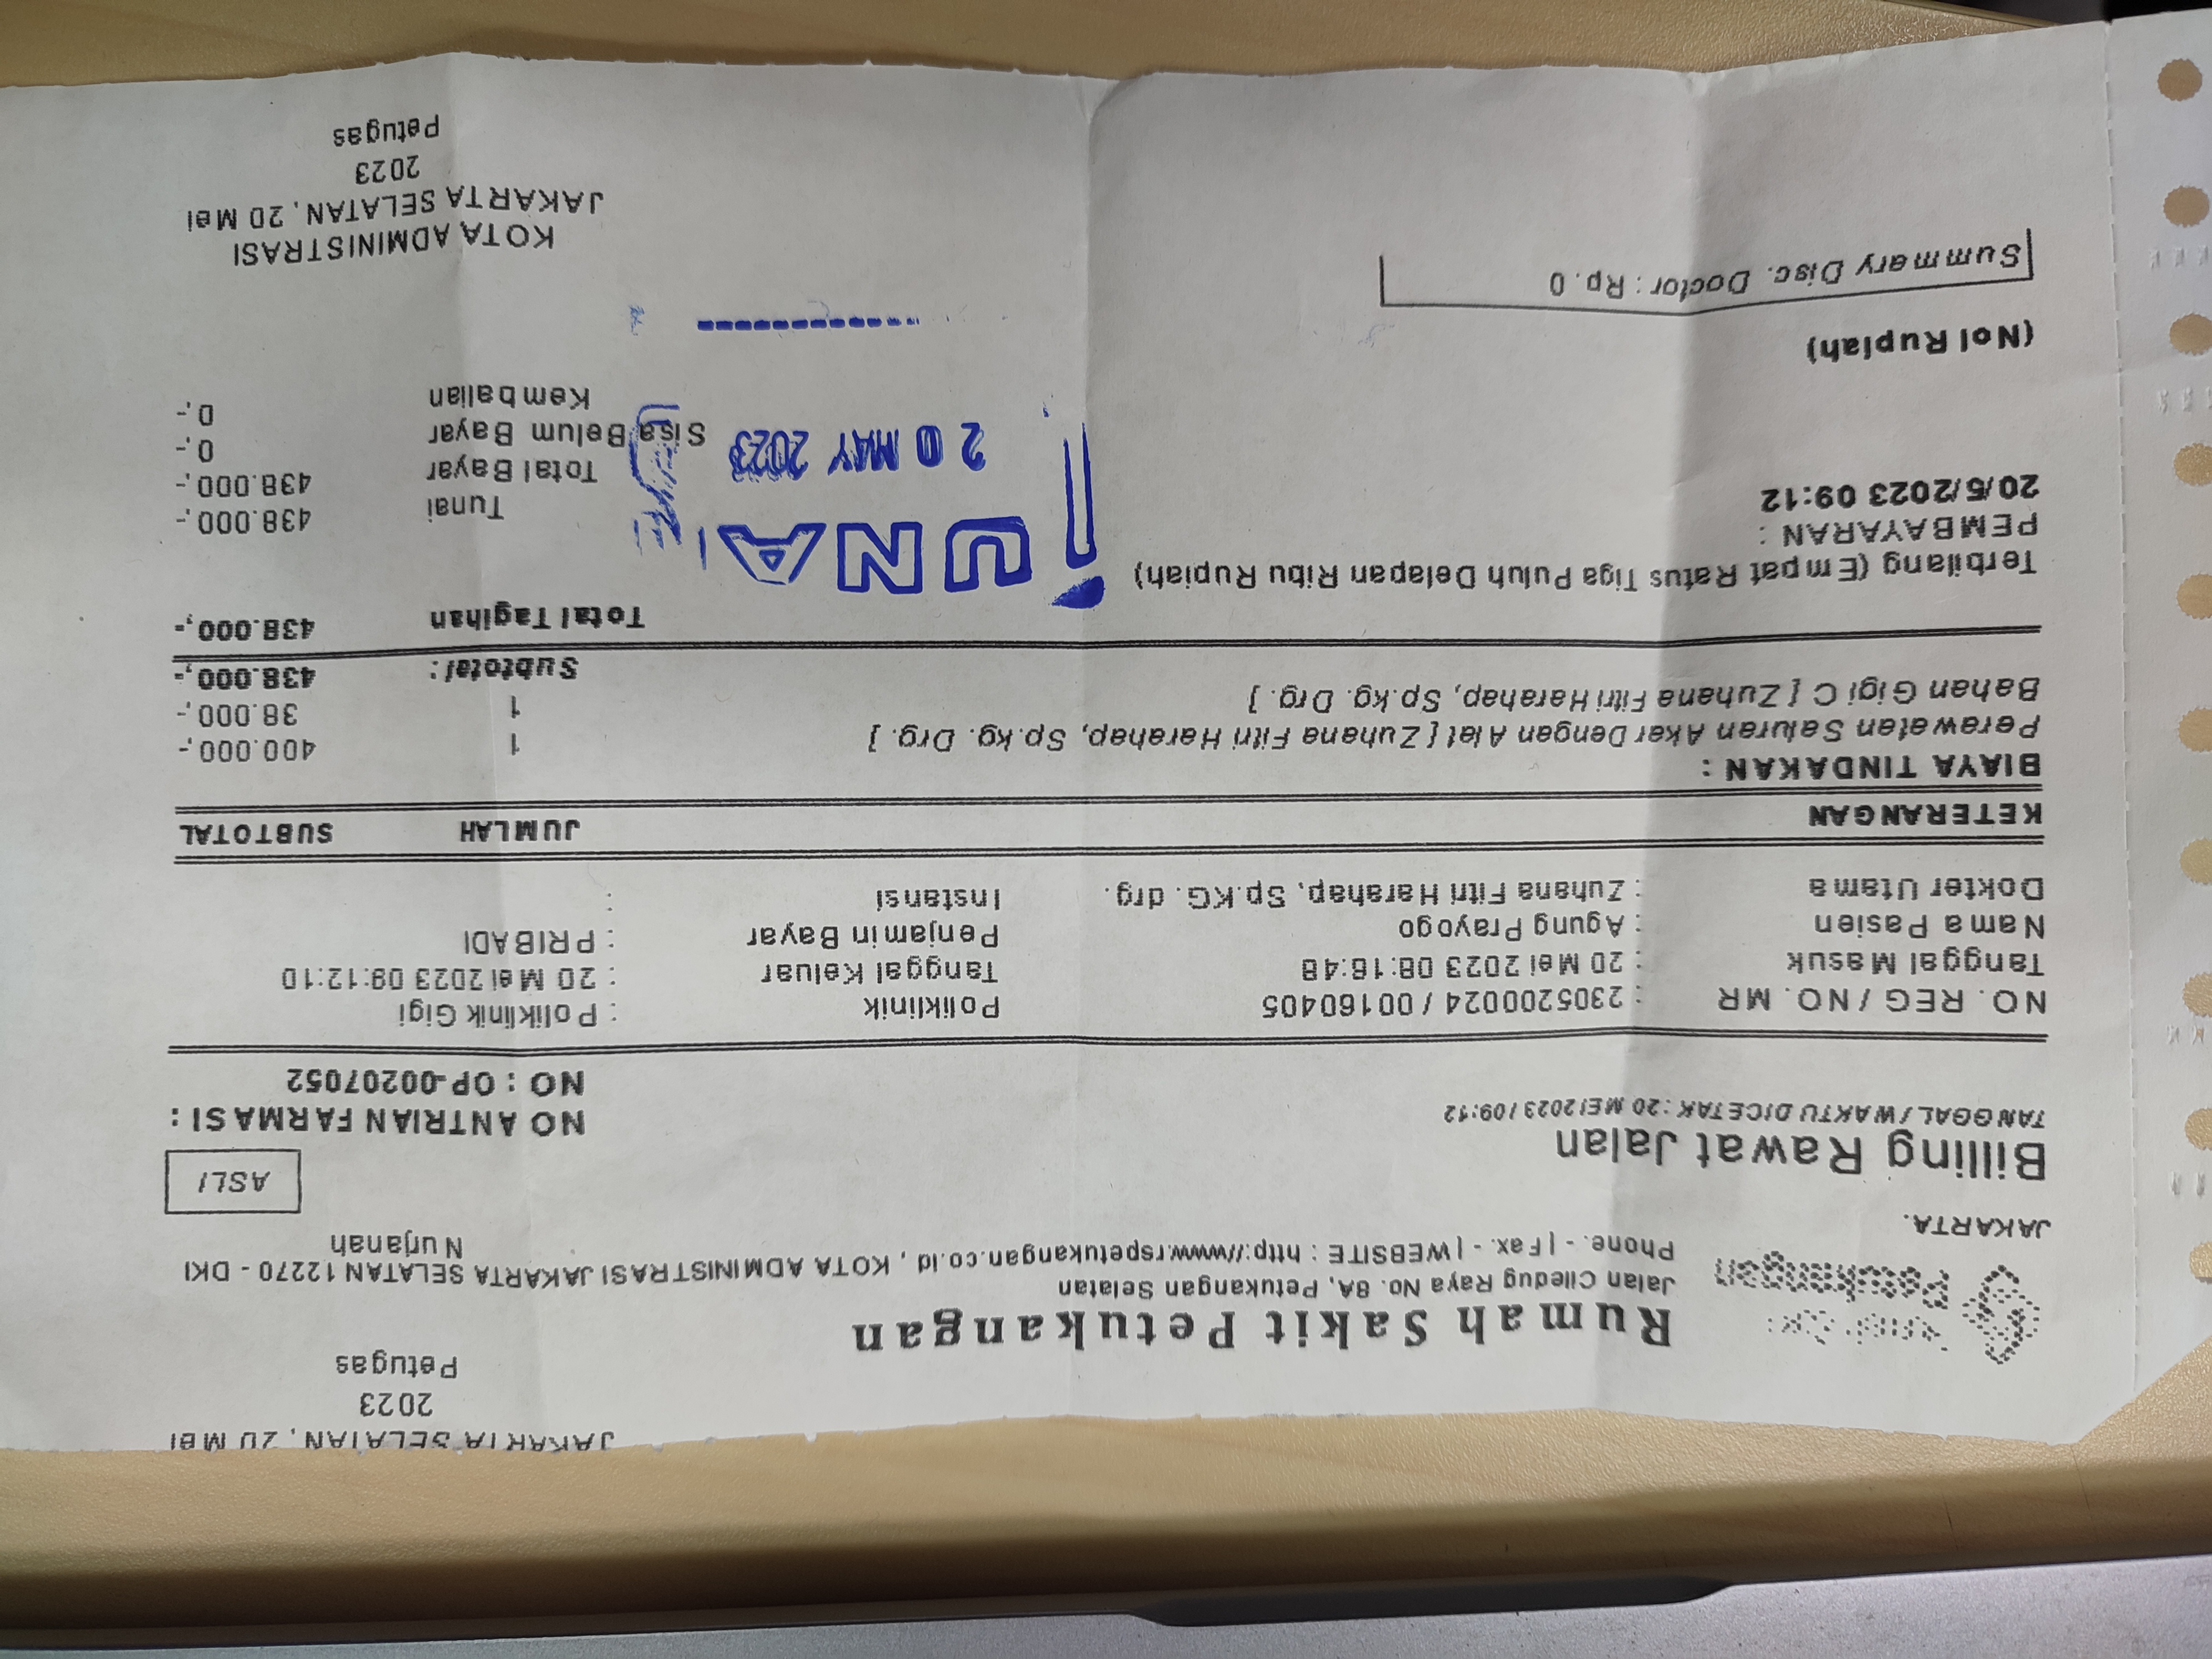 JAKARTA SELATAN, 20 Mei
2023
Petugas
Rumah Sakit Petukangan
Jalan Ciledug Raya No. 8A, Petukangan Selatan
Petukangan
Phone. - | Fax. - | WEBSITE : http://www.rspetukangan.co.id , KOTA ADMINISTRASI JAKARTA SELATAN 12270 - DKI
Nurjanah
JAKARTA.
ASLI
Billing Rawat Jalan
TANGGAL / WAKTU DICETAK : 20 MEI 2023 / 09:12
NO ANTRIAN FARMASI :
NO : OP-00207052
NO. REG / NO. MR : 2305200024 / 00160405 Poliklinik : Poliklinik Gigi
Tanggal Masuk : 20 Mei 2023 08:16:48 Tanggal Keluar : 20 Mei 2023 09:12:10
Nama Pasien : Agung Prayogo Penjamin Bayar : PRIBADI
Dokter Utama : Zuhana Fitri Harahap, Sp.KG. drg. Instansi :
KETERANGAN JUMLAH SUBTOTAL
BIAYA TINDAKAN :
Perawatan Saluran Akar Dengan Alat [ Zuhana Fitri Harahap, Sp.kg. Drg. ] 1 400.000,-
Bahan Gigi C [ Zuhana Fitri Harahap, Sp.kg. Drg. ] 1 38.000,-
Subtotal : 438.000,-
Total Tagihan 438.000,-
Terbilang (Empat Ratus Tiga Puluh Delapan Ribu Rupiah)
PEMBAYARAN :
20/5/2023 09:12
Tunai 438.000,-
Total Bayar 438.000,-
Sisa Belum Bayar 0,-
Kembalian 0,-
20 MAY 2023
(Nol Rupiah)
Summary Disc. Doctor : Rp. 0
KOTA ADMINISTRASI
JAKARTA SELATAN, 20 Mei
2023
Petugas